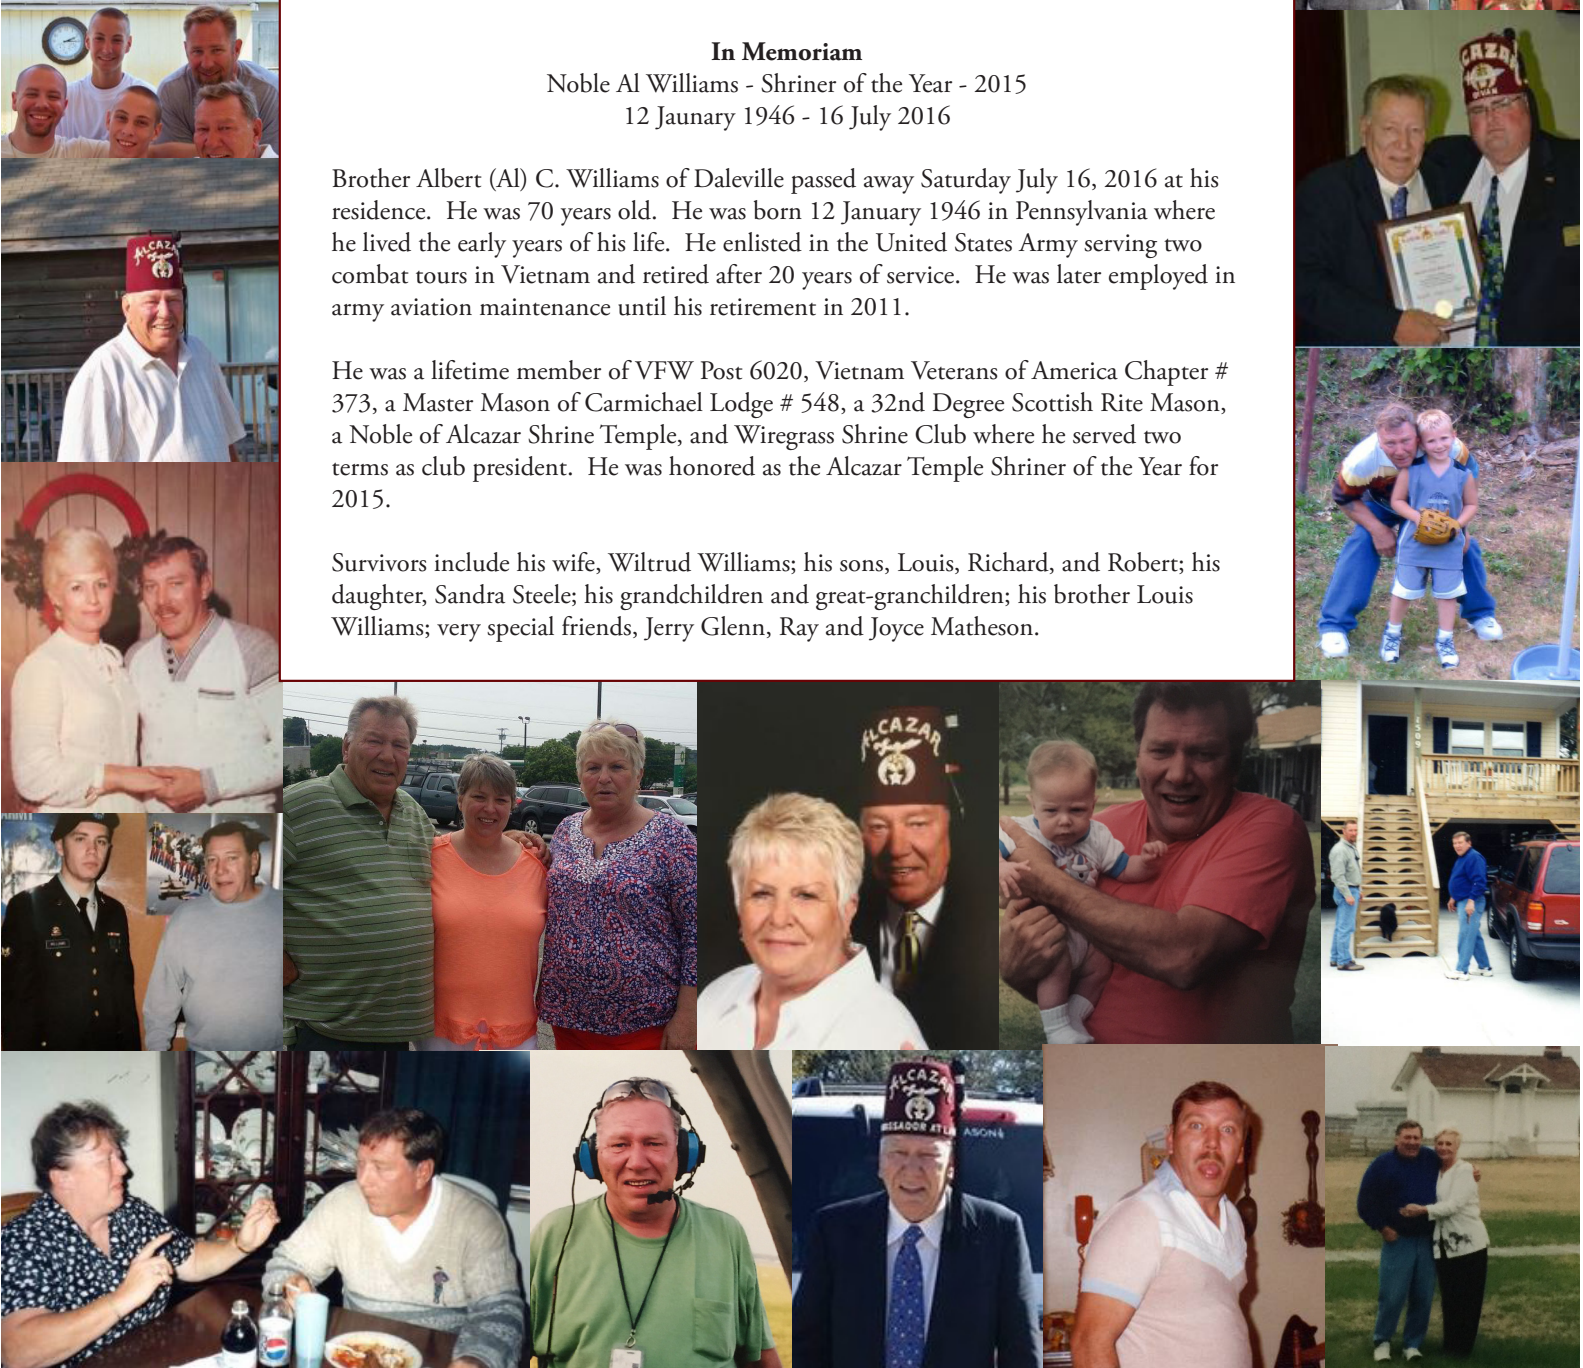 In Memoriam
Noble Al Williams - Shriner of the Year - 2015
12 Jaunary 1946 - 16 July 2016
Brother Albert (Al) C. Williams of Daleville passed away Saturday July 16, 2016 at his
residence.  He was 70 years old.  He was born 12 January 1946 in Pennsylvania where
he lived the early years of his life.  He enlisted in the United States Army serving two
combat tours in Vietnam and retired after 20 years of service.  He was later employed in
army aviation maintenance until his retirement in 2011.
He was a lifetime member of VFW Post 6020, Vietnam Veterans of America Chapter #
373, a Master Mason of Carmichael Lodge # 548, a 32nd Degree Scottish Rite Mason,
a Noble of Alcazar Shrine Temple, and Wiregrass Shrine Club where he served two
terms as club president.  He was honored as the Alcazar Temple Shriner of the Year for
2015.
Survivors include his wife, Wiltrud Williams; his sons, Louis, Richard, and Robert; his
daughter, Sandra Steele; his grandchildren and great-granchildren; his brother Louis
Williams; very special friends, Jerry Glenn, Ray and Joyce Matheson.
CAZAR
ALCAZAR
ALCAZAR
1509
ARMY
ALCAZAR
SSADOR ATLA
ASON
PEPSI